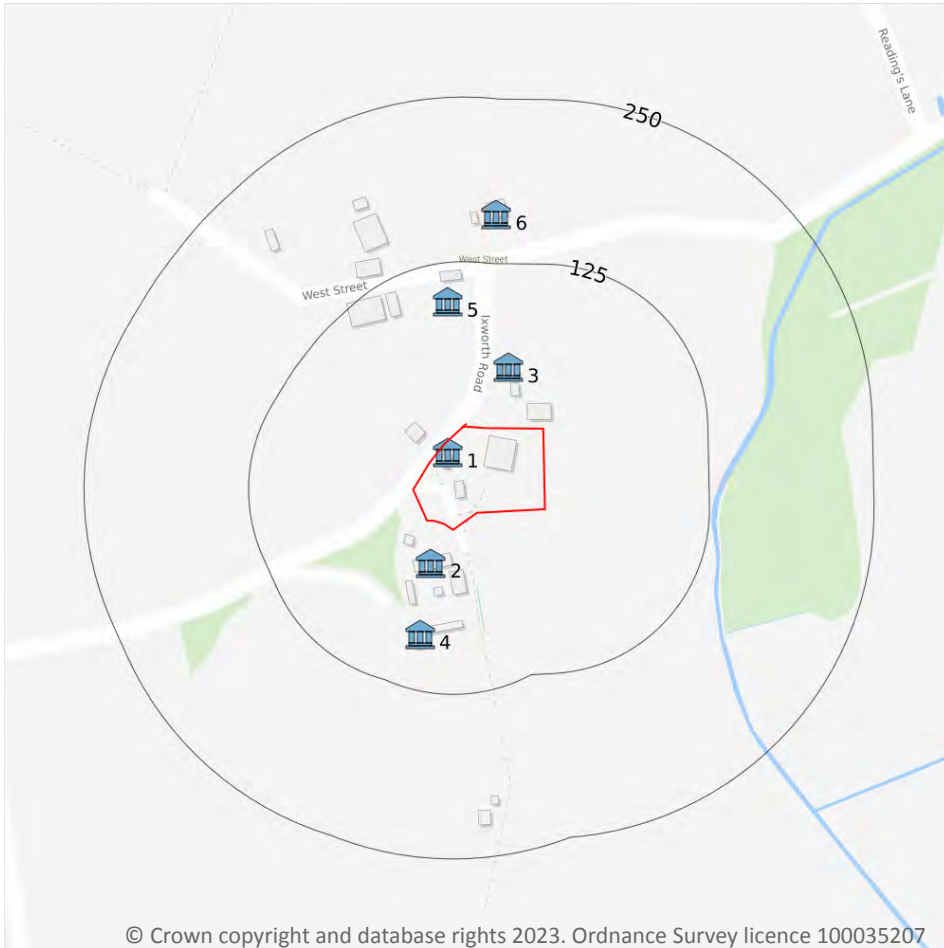 Reading's Lane
250
6
West Street
125
West Street
5
Ixworth Road
3
1
2
4
© Crown copyright and database rights 2023. Ordnance Survey licence 100035207